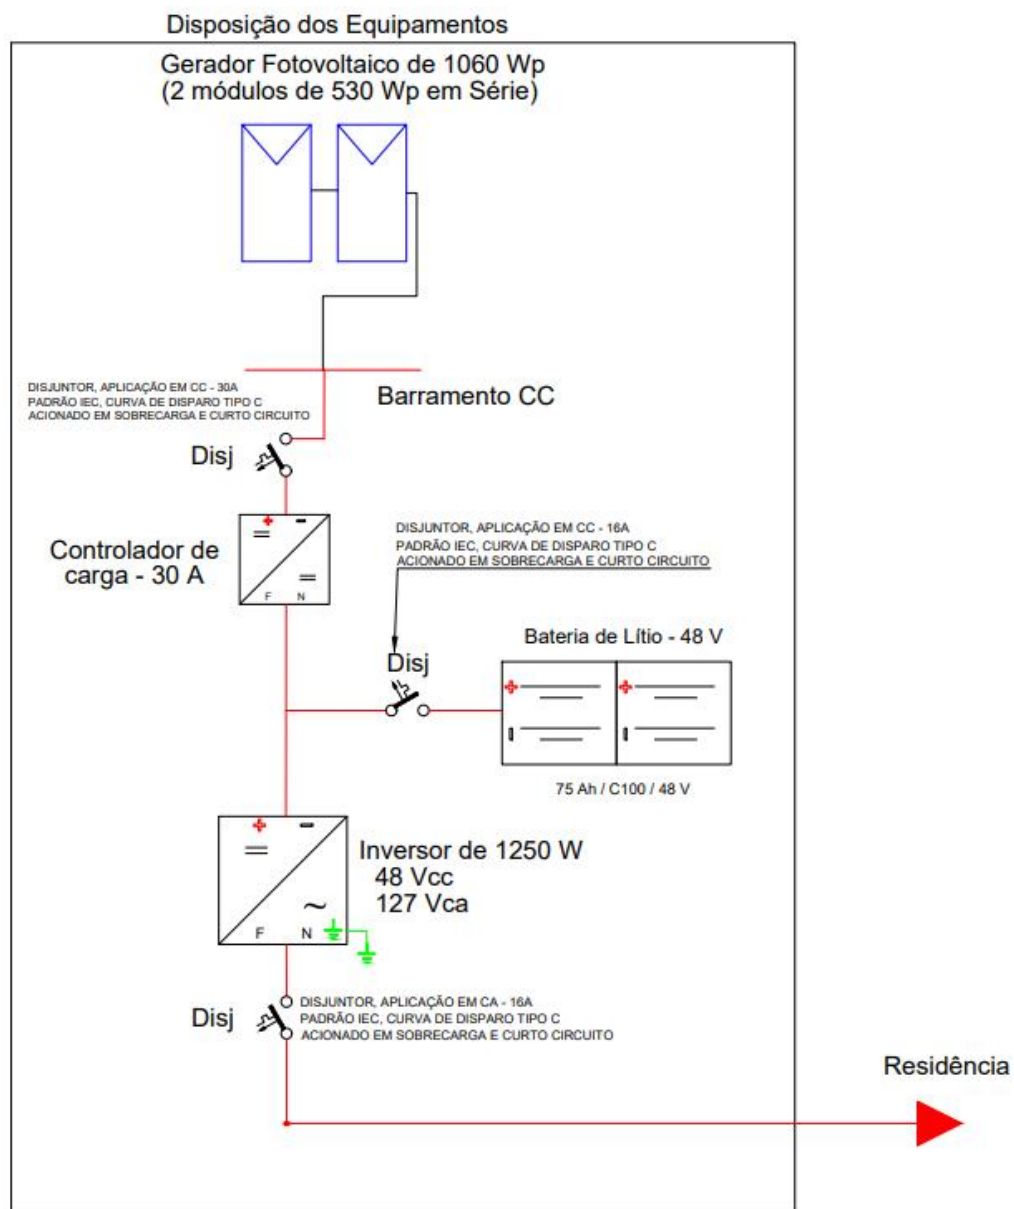 Disposição dos Equipamentos
Gerador Fotovoltaico de 1060 Wp
(2 módulos de 530 Wp em Série)
DISJUNTOR, APLICAÇÃO EM CC - 30A
PADRÃO IEC, CURVA DE DISPARO TIPO C
ACIONADO EM SOBRECARGA E CURTO CIRCUITO
Barramento CC
Disj
Controlador de
carga - 30 A
F N
DISJUNTOR, APLICAÇÃO EM CC - 16A
PADRÃO IEC, CURVA DE DISPARO TIPO C
ACIONADO EM SOBRECARGA E CURTO CIRCUITO
Disj
Bateria de Lítio - 48 V
75 Ah / C100 / 48 V
Inversor de 1250 W
48 Vcc
127 Vca
F N
Disj
DISJUNTOR, APLICAÇÃO EM CA - 16A
PADRÃO IEC, CURVA DE DISPARO TIPO C
ACIONADO EM SOBRECARGA E CURTO CIRCUITO
Residência